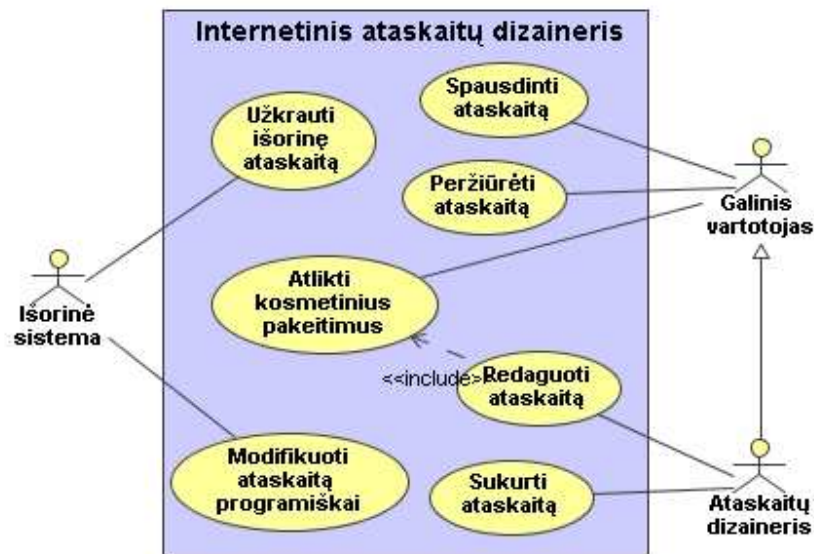 Internetinis ataskaitų dizaineris
Spausdinti
ataskaitą
Užkrauti
išorinę
ataskaitą
Peržiūrėti
ataskaitą
Galinis
vartotojas
Atlikti
kosmetinius
pakeitimus
Išorinė
sistema
<<include>
Redaguoti
ataskaitą
Modifikuoti
ataskaitą
programiškai
Sukurti
ataskaitą
Ataskaitų
dizaineris